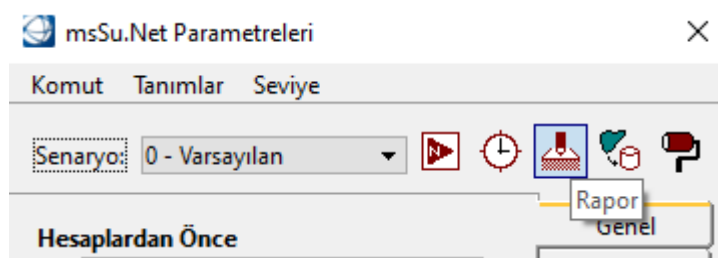 msSu.Net Parametreleri
Komut Tanımlar Seviye
Senaryo: 0 - Varsayılan
Rapor
Genel
Hesaplardan Önce